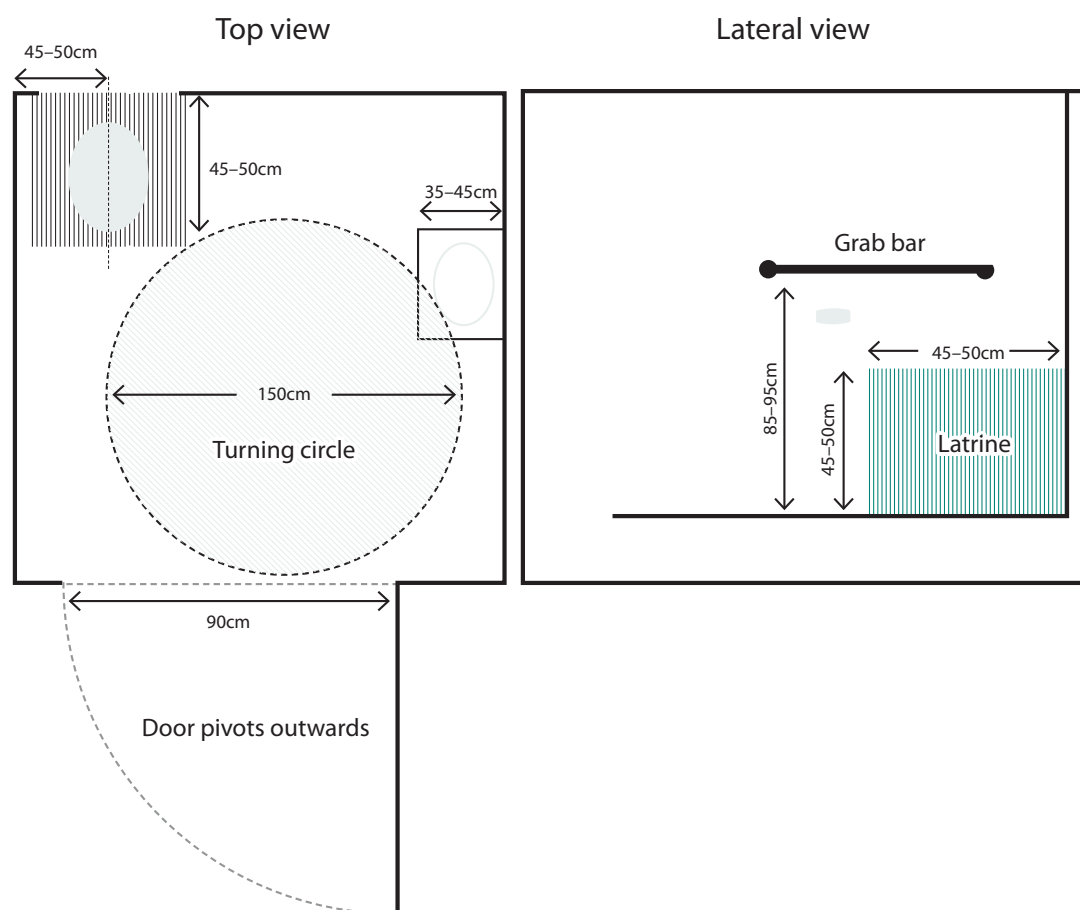 Top view
Lateral view
45–50cm
45–50cm
35–45cm
150cm
Turning circle
90cm
Door pivots outwards
Grab bar
45–50cm
85–95cm
45–50cm
Latrine